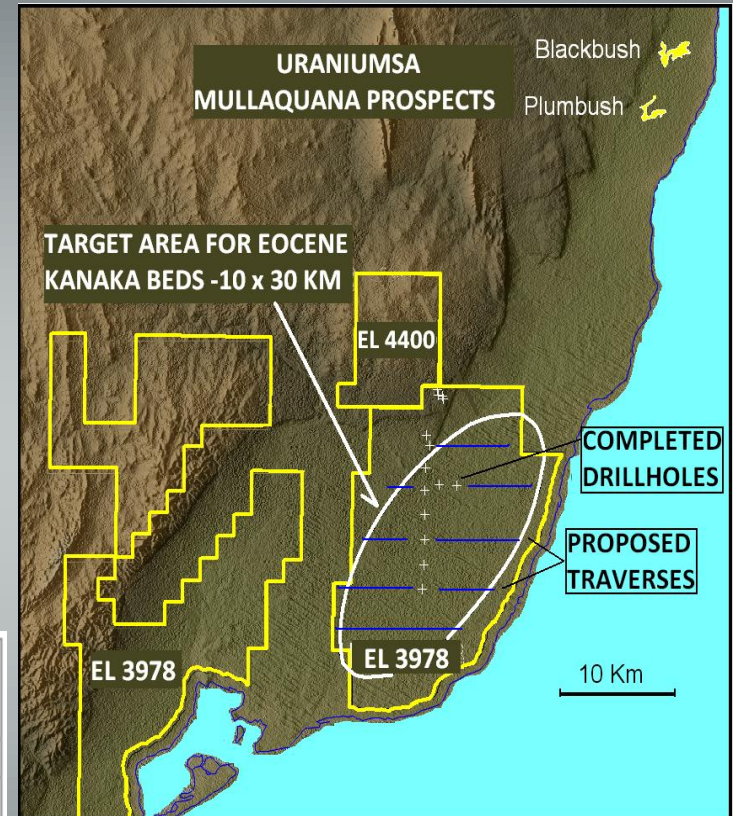 URANIUMSA
MULLAQUANA PROSPECTS
Blackbush
Plumbush
TARGET AREA FOR EOCENE
KANAKA BEDS -10 x 30 KM
EL 4400
COMPLETED
DRILLHOLES
PROPOSED
TRAVERSES
EL 3978
EL 3978
10 Km